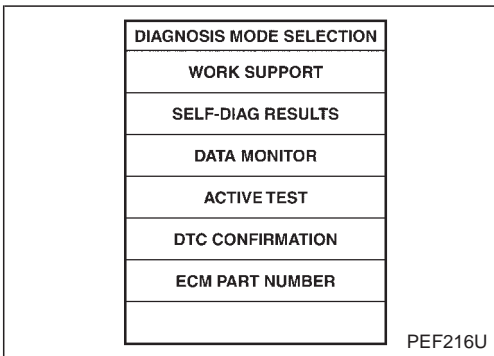 DIAGNOSIS MODE SELECTION
WORK SUPPORT
SELF-DIAG RESULTS
DATA MONITOR
ACTIVE TEST
DTC CONFIRMATION
ECM PART NUMBER
PEF216U